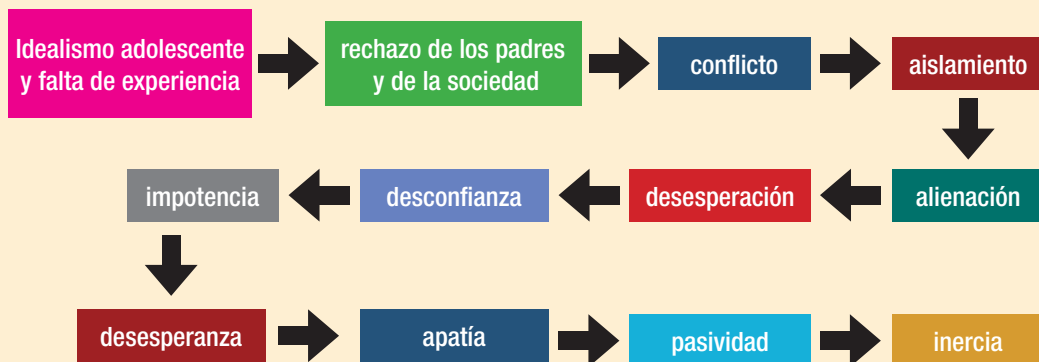 Idealismo adolescente
y falta de experiencia
rechazo de los padres
y de la sociedad
conflicto
aislamiento
alienación
desesperación
desconfianza
impotencia
desesperanza
apatía
pasividad
inercia